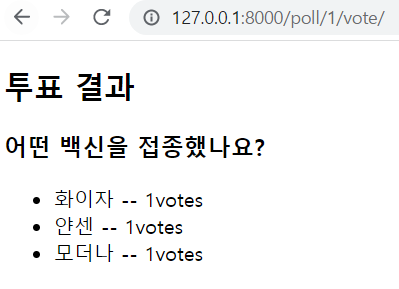 127.0.0.1:8000/poll/1/vote/
투표 결과
어떤 백신을 접종했나요?
화이자 -- 1votes
얀센 -- 1votes
모더나 -- 1votes